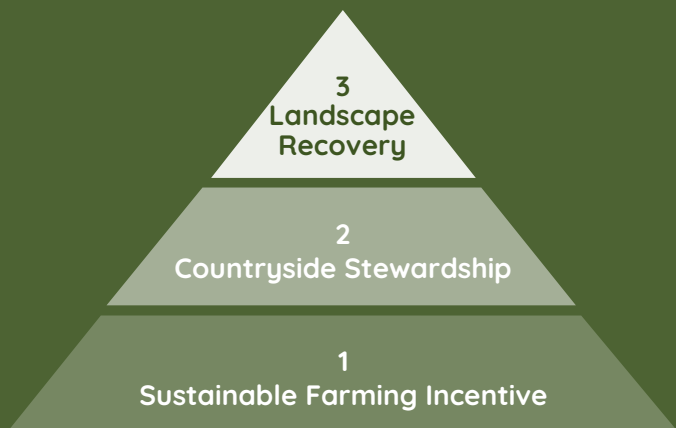 3
Landscape
Recovery
2
Countryside Stewardship
1
Sustainable Farming Incentive